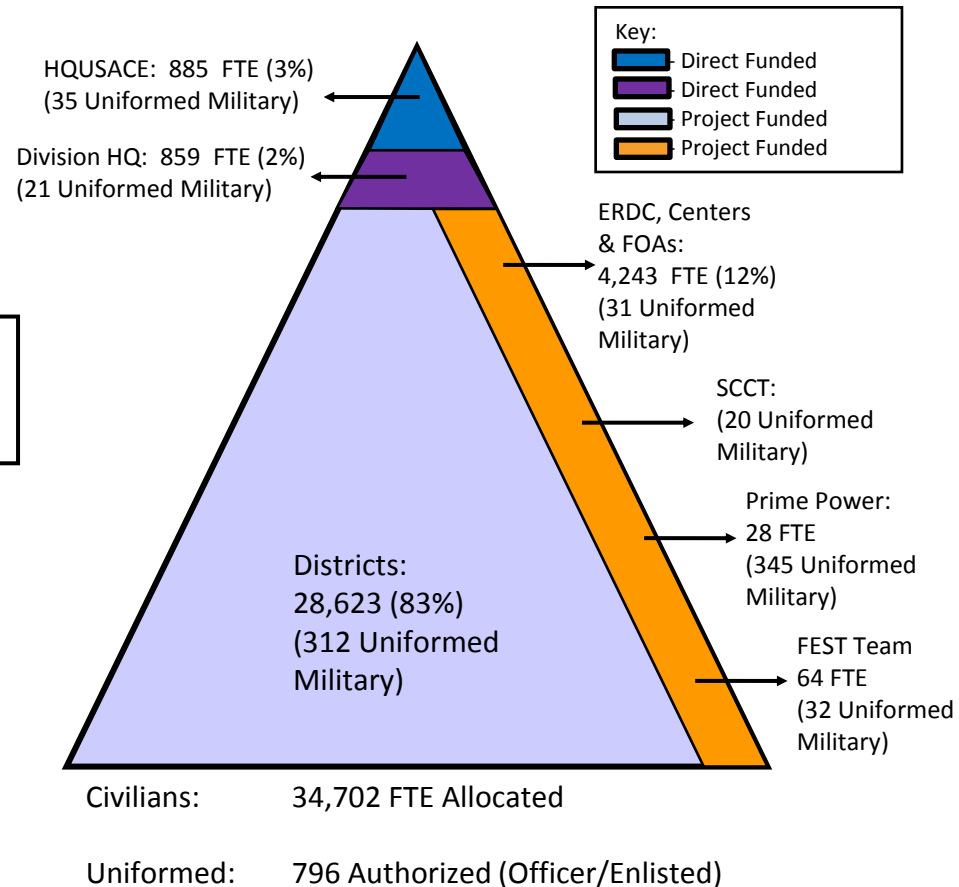 Key:
Direct Funded
Direct Funded
Project Funded
Project Funded
HQUSACE: 885 FTE (3%)
(35 Uniformed Military)
Division HQ: 859 FTE (2%)
(21 Uniformed Military)
ERDC, Centers
& FOAs:
4,243 FTE (12%)
(31 Uniformed
Military)
SCCT:
(20 Uniformed
Military)
Prime Power:
28 FTE
(345 Uniformed
Military)
Districts:
28,623 (83%)
(312 Uniformed
Military)
FEST Team
64 FTE
(32 Uniformed
Military)
Civilians: 34,702 FTE Allocated
Uniformed: 796 Authorized (Officer/Enlisted)